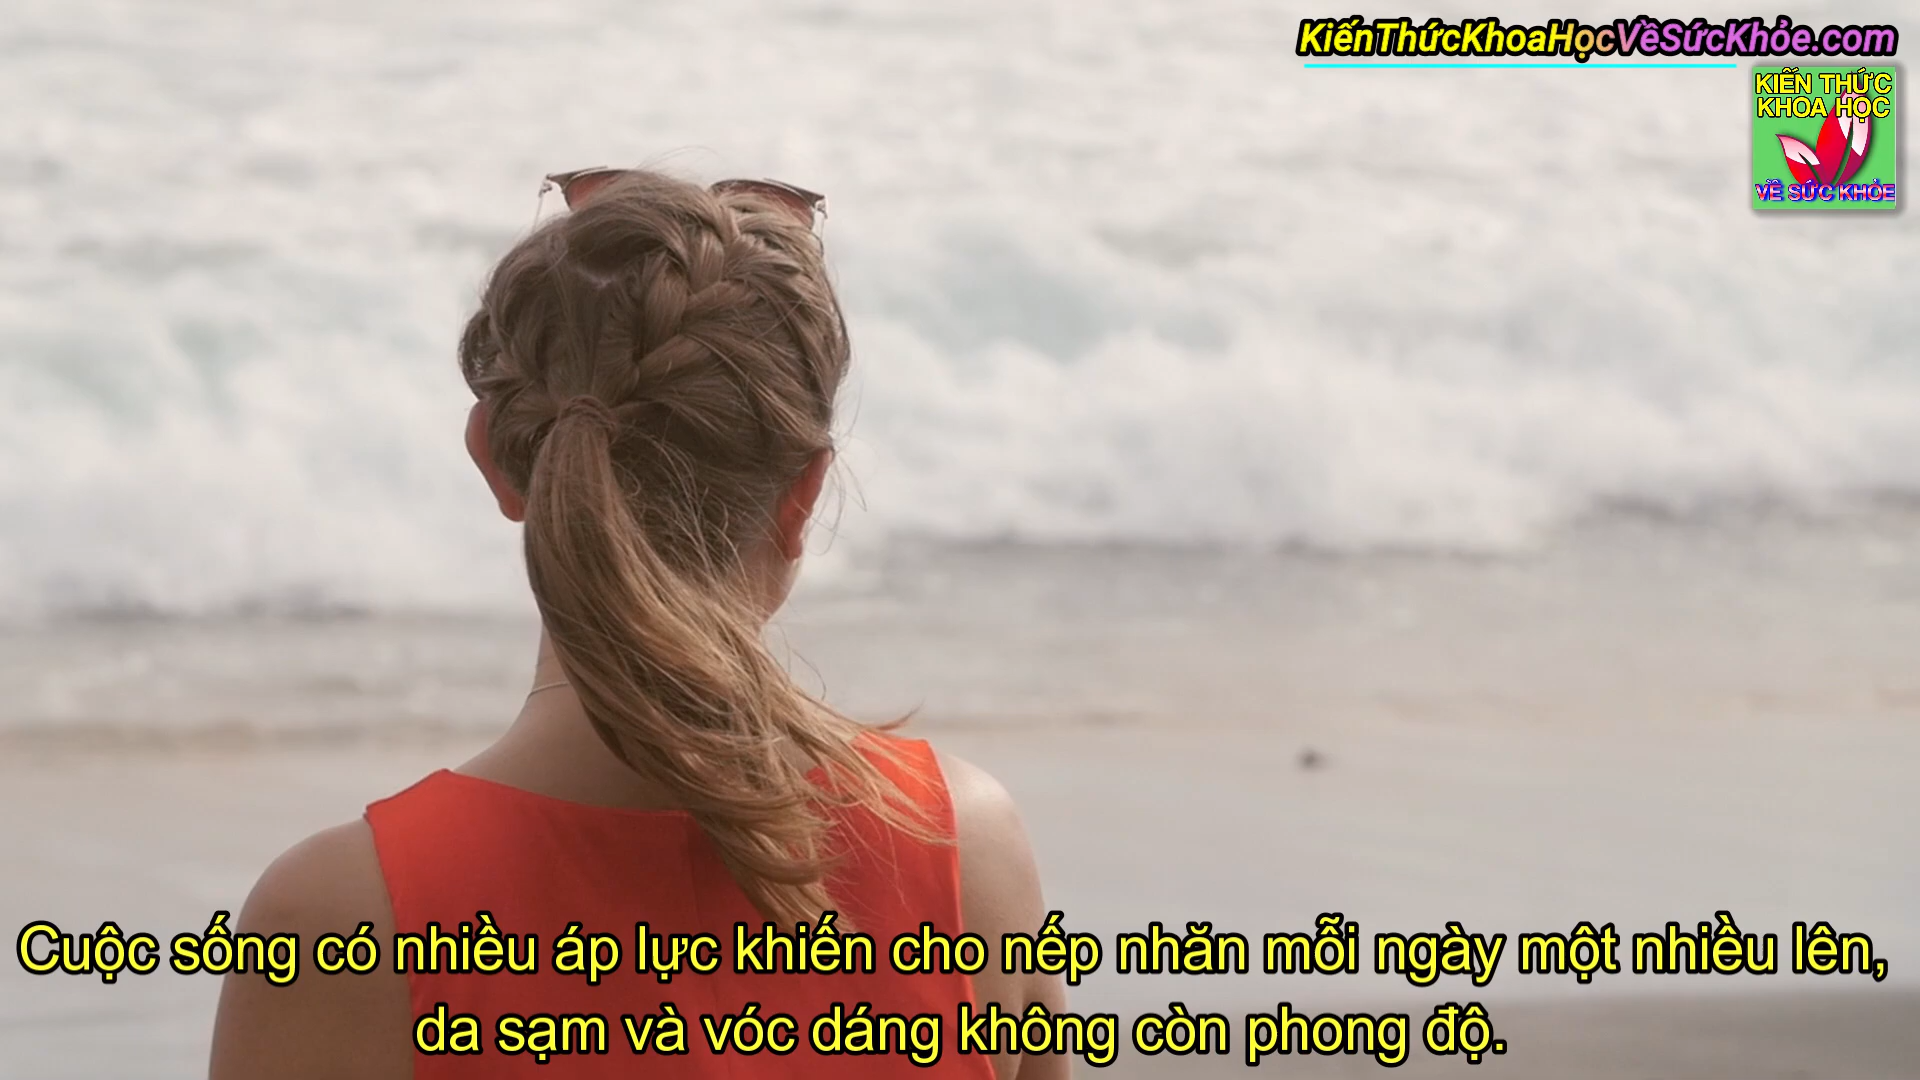 KiếnThứcKhoaHọcVềSứcKhỏe.com
KIẾN THỨC
KHOA HỌC
VỀ SỨC KHỎE
Cuộc sống có nhiều áp lực khiến cho nếp nhăn mỗi ngày một nhiều lên,
da sạm và vóc dáng không còn phong độ.